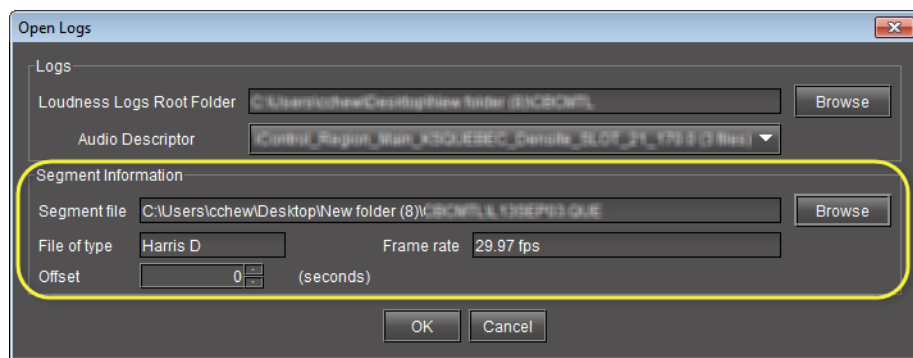 Open Logs
Logs
Loudness Logs Root Folder
Browse
Audio Descriptor
Segment Information
Segment file C:\Users\cchew\Desktop\New folder (8)\
Browse
File of type Harris D Frame rate 29.97 fps
Offset 0 (seconds)
OK Cancel